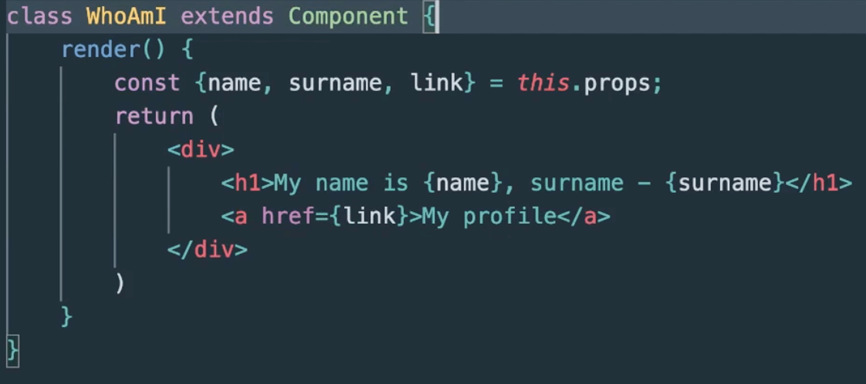 class WhoAmI extends Component {
render() {
const {name, surname, link} = this.props;
return (
<div>
<h1>My name is {name}, surname - {surname}</h1>
<a href={link}>My profile</a>
</div>
)
}
}